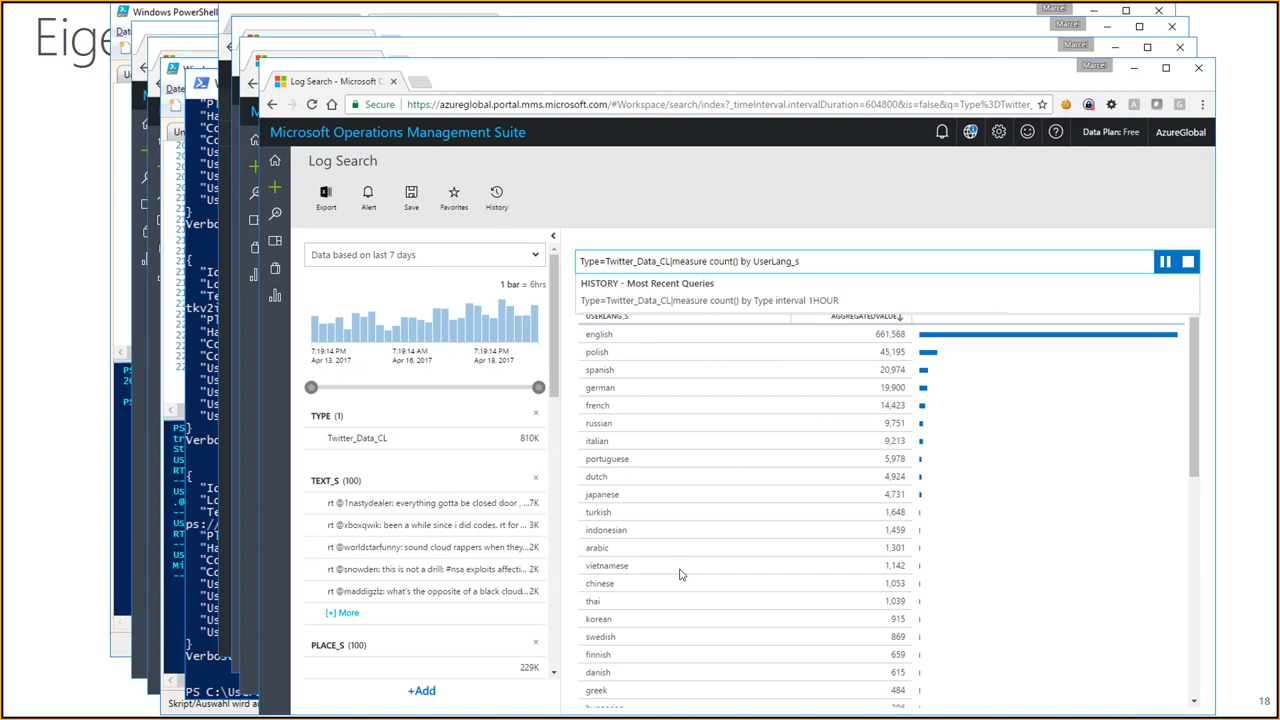 Windows PowerShell
Marcel
Marcel
Marcel
Marcel
Log Search - Microsoft O
Secure
https://azureglobal.portal.mms.microsoft.com/#Workspace/search/index?_timeInterval.intervalDuration=604800&is=false&q=Type%3DTwitter_
Microsoft Operations Management Suite
Data Plan: Free
AzureGlobal
Log Search
Export
Alert
Save
Favorites
History
Data based on last 7 days
1 bar = 6hrs
7:19:14 PM
Apr 13, 2017
7:19:14 AM
Apr 16, 2017
7:19:14 PM
Apr 18, 2017
TYPE (1)
Twitter_Data_CL 810K
TEXT_S (100)
rt @1nastydealer: everything gotta be closed door , ... 7K
rt @xboxqwik: been a while since i did codes. rt for ... 3K
rt @worldstarfunny: sound cloud rappers when they... 2K
rt @snowden: this is not a drill: #nsa exploits affecti... 2K
rt @maddiglz: what's the opposite of a black cloud... 2K
[+] More
PLACE_S (100)
229K
+Add
Type=Twitter_Data_CL|measure count() by UserLang_s
HISTORY - Most Recent Queries
Type=Twitter_Data_CL|measure count() by Type interval 1HOUR
USERLANG_S AGGREGATEDVALUE
english 661,568
polish 45,195
spanish 20,974
german 19,900
french 14,423
russian 9,751
italian 9,213
portuguese 5,978
dutch 4,924
japanese 4,731
turkish 1,648
indonesian 1,459
arabic 1,301
vietnamese 1,142
chinese 1,053
thai 1,039
korean 915
swedish 869
finnish 659
danish 615
greek 484
18